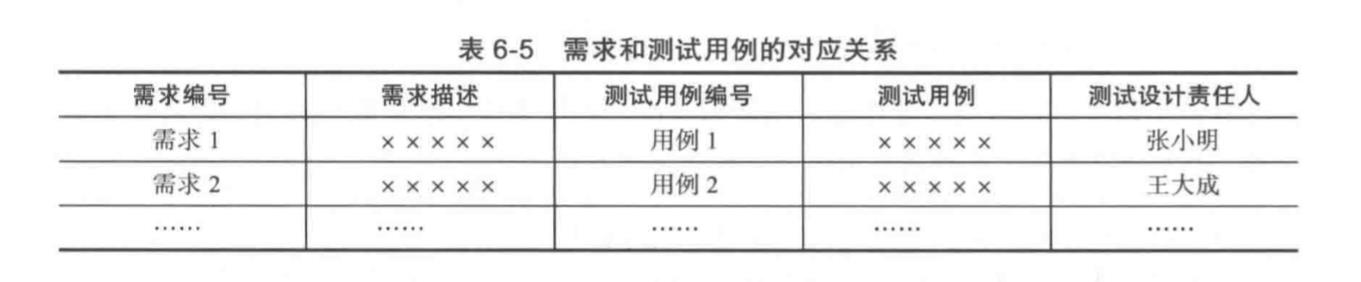 表 6-5 需求和测试用例的对应关系
需求编号 需求描述 测试用例编号 测试用例 测试设计责任人
需求 1 ××××× 用例 1 ××××× 张小明
需求 2 ××××× 用例 2 ××××× 王大成
…… …… …… …… ……